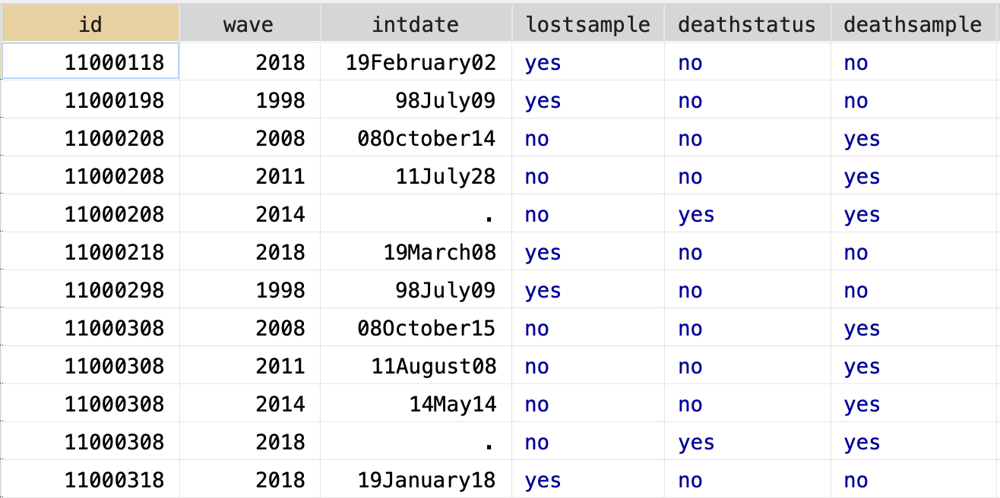 id wave intdate lostsample deathstatus deathsample
11000118 2018 19February02 yes no no
11000198 1998 98July09 yes no no
11000208 2008 08October14 no no yes
11000208 2011 11July28 no no yes
11000208 2014 . no yes yes
11000218 2018 19March08 yes no no
11000298 1998 98July09 yes no no
11000308 2008 08October15 no no yes
11000308 2011 11August08 no no yes
11000308 2014 14May14 no no yes
11000308 2018 . no yes yes
11000318 2018 19January18 yes no no